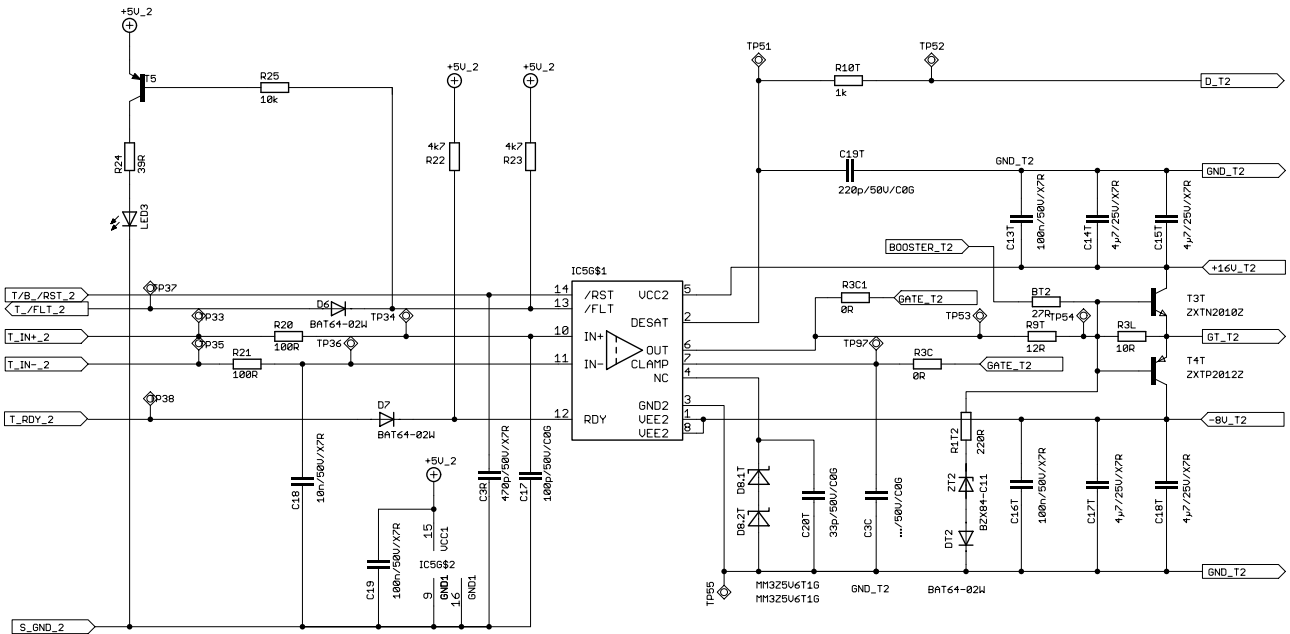 +5V_2
TP51
TP52
T5
R25
10k
+5V_2
+5V_2
R10T
1k
D_T2
R24
39R
4k7
R22
4k7
R23
C19T
220p/50V/C0G
GND_T2
GND_T2
LED3
C13T
100n/50V/X7R
C14T
4µ7/25V/X7R
C15T
4µ7/25V/X7R
BOOSTER_T2
IC5G$1
+16V_T2
T/B_/RST_2
TP37
14
/RST
VCC2
5
R3C1
0R
GATE_T2
BT2
27R
T3T
ZXTN2010Z
T_/FLT_2
D6
BAT64-02W
13
/FLT
DESAT
2
TP33
TP34
TP53
TP54
T_IN+_2
R20
100R
10
IN+
R9T
12R
R3L
10R
GT_T2
TP35
TP36
OUT
6
TP97
T_IN-_2
R21
100R
11
IN-
CLAMP
7
R3C
0R
GATE_T2
T4T
ZXTP2012Z
NC
4
TP38
D7
BAT64-02W
GND2
3
T_RDY_2
12
RDY
VEE2
1
VEE2
8
R1T2
220R
-8V_T2
+5V_2
C18
10n/50V/X7R
C3R
470p/50V/X7R
C17
100p/50V/C0G
D8.1T
D8.2T
C20T
33p/50V/C0G
C3C
.../50V/C0G
ZT2
BZX84-C11
DT2
C16T
100n/50V/X7R
C17T
4µ7/25V/X7R
C18T
4µ7/25V/X7R
15
VCC1
IC5G$2
C19
100n/50V/X7R
9
GND1
16
GND1
TP55
MM3Z5V6T1G
MM3Z5V6T1G
GND_T2
BAT64-02W
GND_T2
S_GND_2